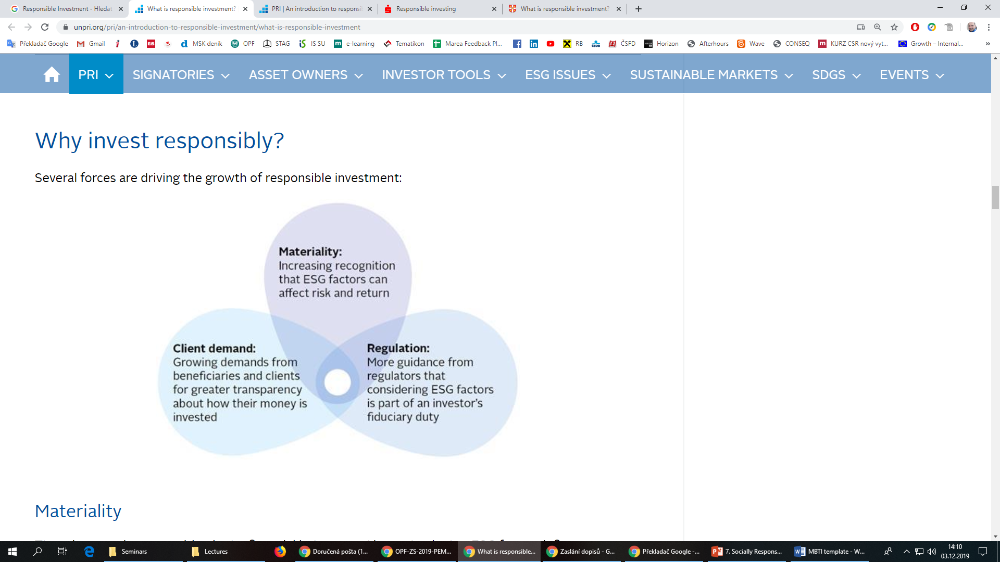 Responsible Investment - Hledat
What is responsible investment?
PRI | An introduction to responsi
Responsible investing
What is responsible investment?
unpri.org/pri/an-introduction-to-responsible-investment/what-is-responsible-investment
Překladač Google
Gmail
MSK deník
OPF
STAG
IS SU
e-learning
Tematikon
Marea Feedback Pl...
RB
ČSFD
Horizon
Afterhours
Wave
CONSEQ
KURZ CSR nový vyt...
Growth – Internal...
PRI
SIGNATORIES
ASSET OWNERS
INVESTOR TOOLS
ESG ISSUES
SUSTAINABLE MARKETS
SDGS
EVENTS
Why invest responsibly?
Several forces are driving the growth of responsible investment:
Materiality:
Increasing recognition
that ESG factors can
affect risk and return
Client demand:
Growing demands from
beneficiaries and clients
for greater transparency
about how their money is
invested
Regulation:
More guidance from
regulators that
considering ESG factors
is part of an investor's
fiduciary duty
Materiality
Seminars
Lectures
Doručená pošta (1...
OPF-ZS-2019-PEM...
What is responsible...
Zaslání dopisů - G...
Překladač Google -...
7. Socially Respons...
MBTI template - W...
14:10
03.12.2019